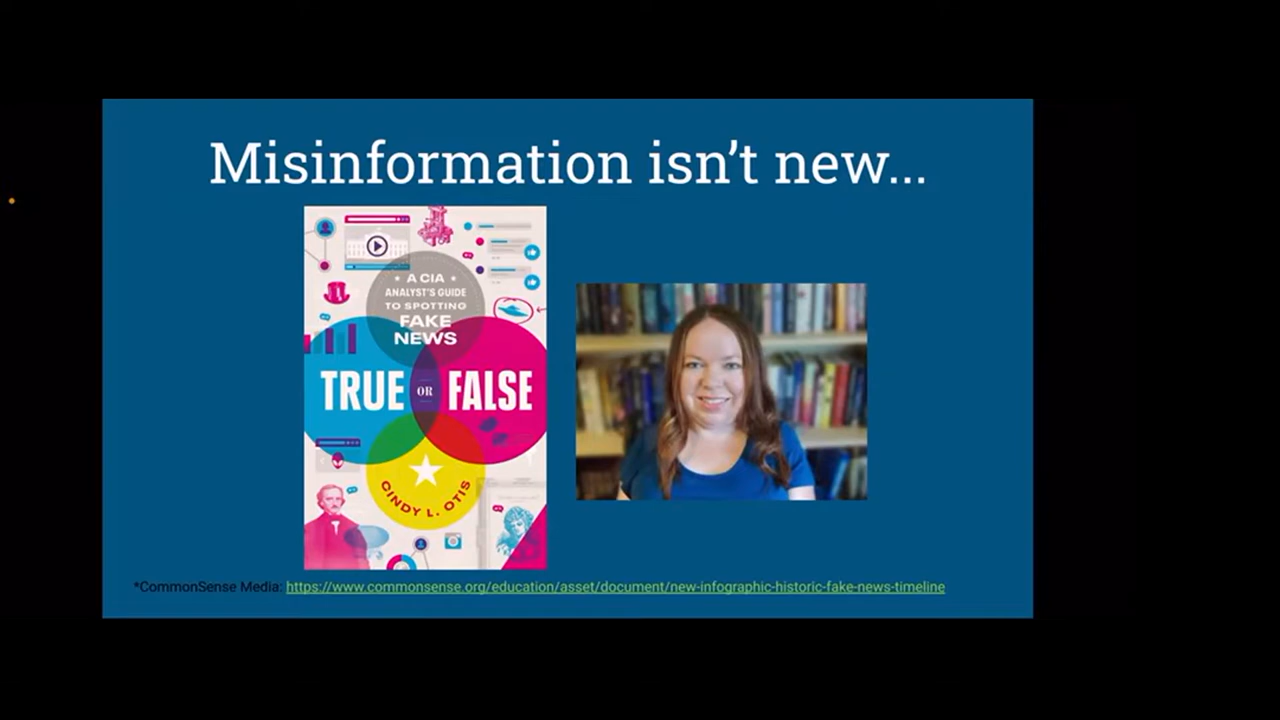 Misinformation isn't new...
A CIA
ANALYST'S GUIDE
TO SPOTTING
FAKE
NEWS
TRUE OR FALSE
CINDY L. OTIS
*CommonSense Media: https://www.commonsense.org/education/asset/document/new-infographic-historic-fake-news-timeline